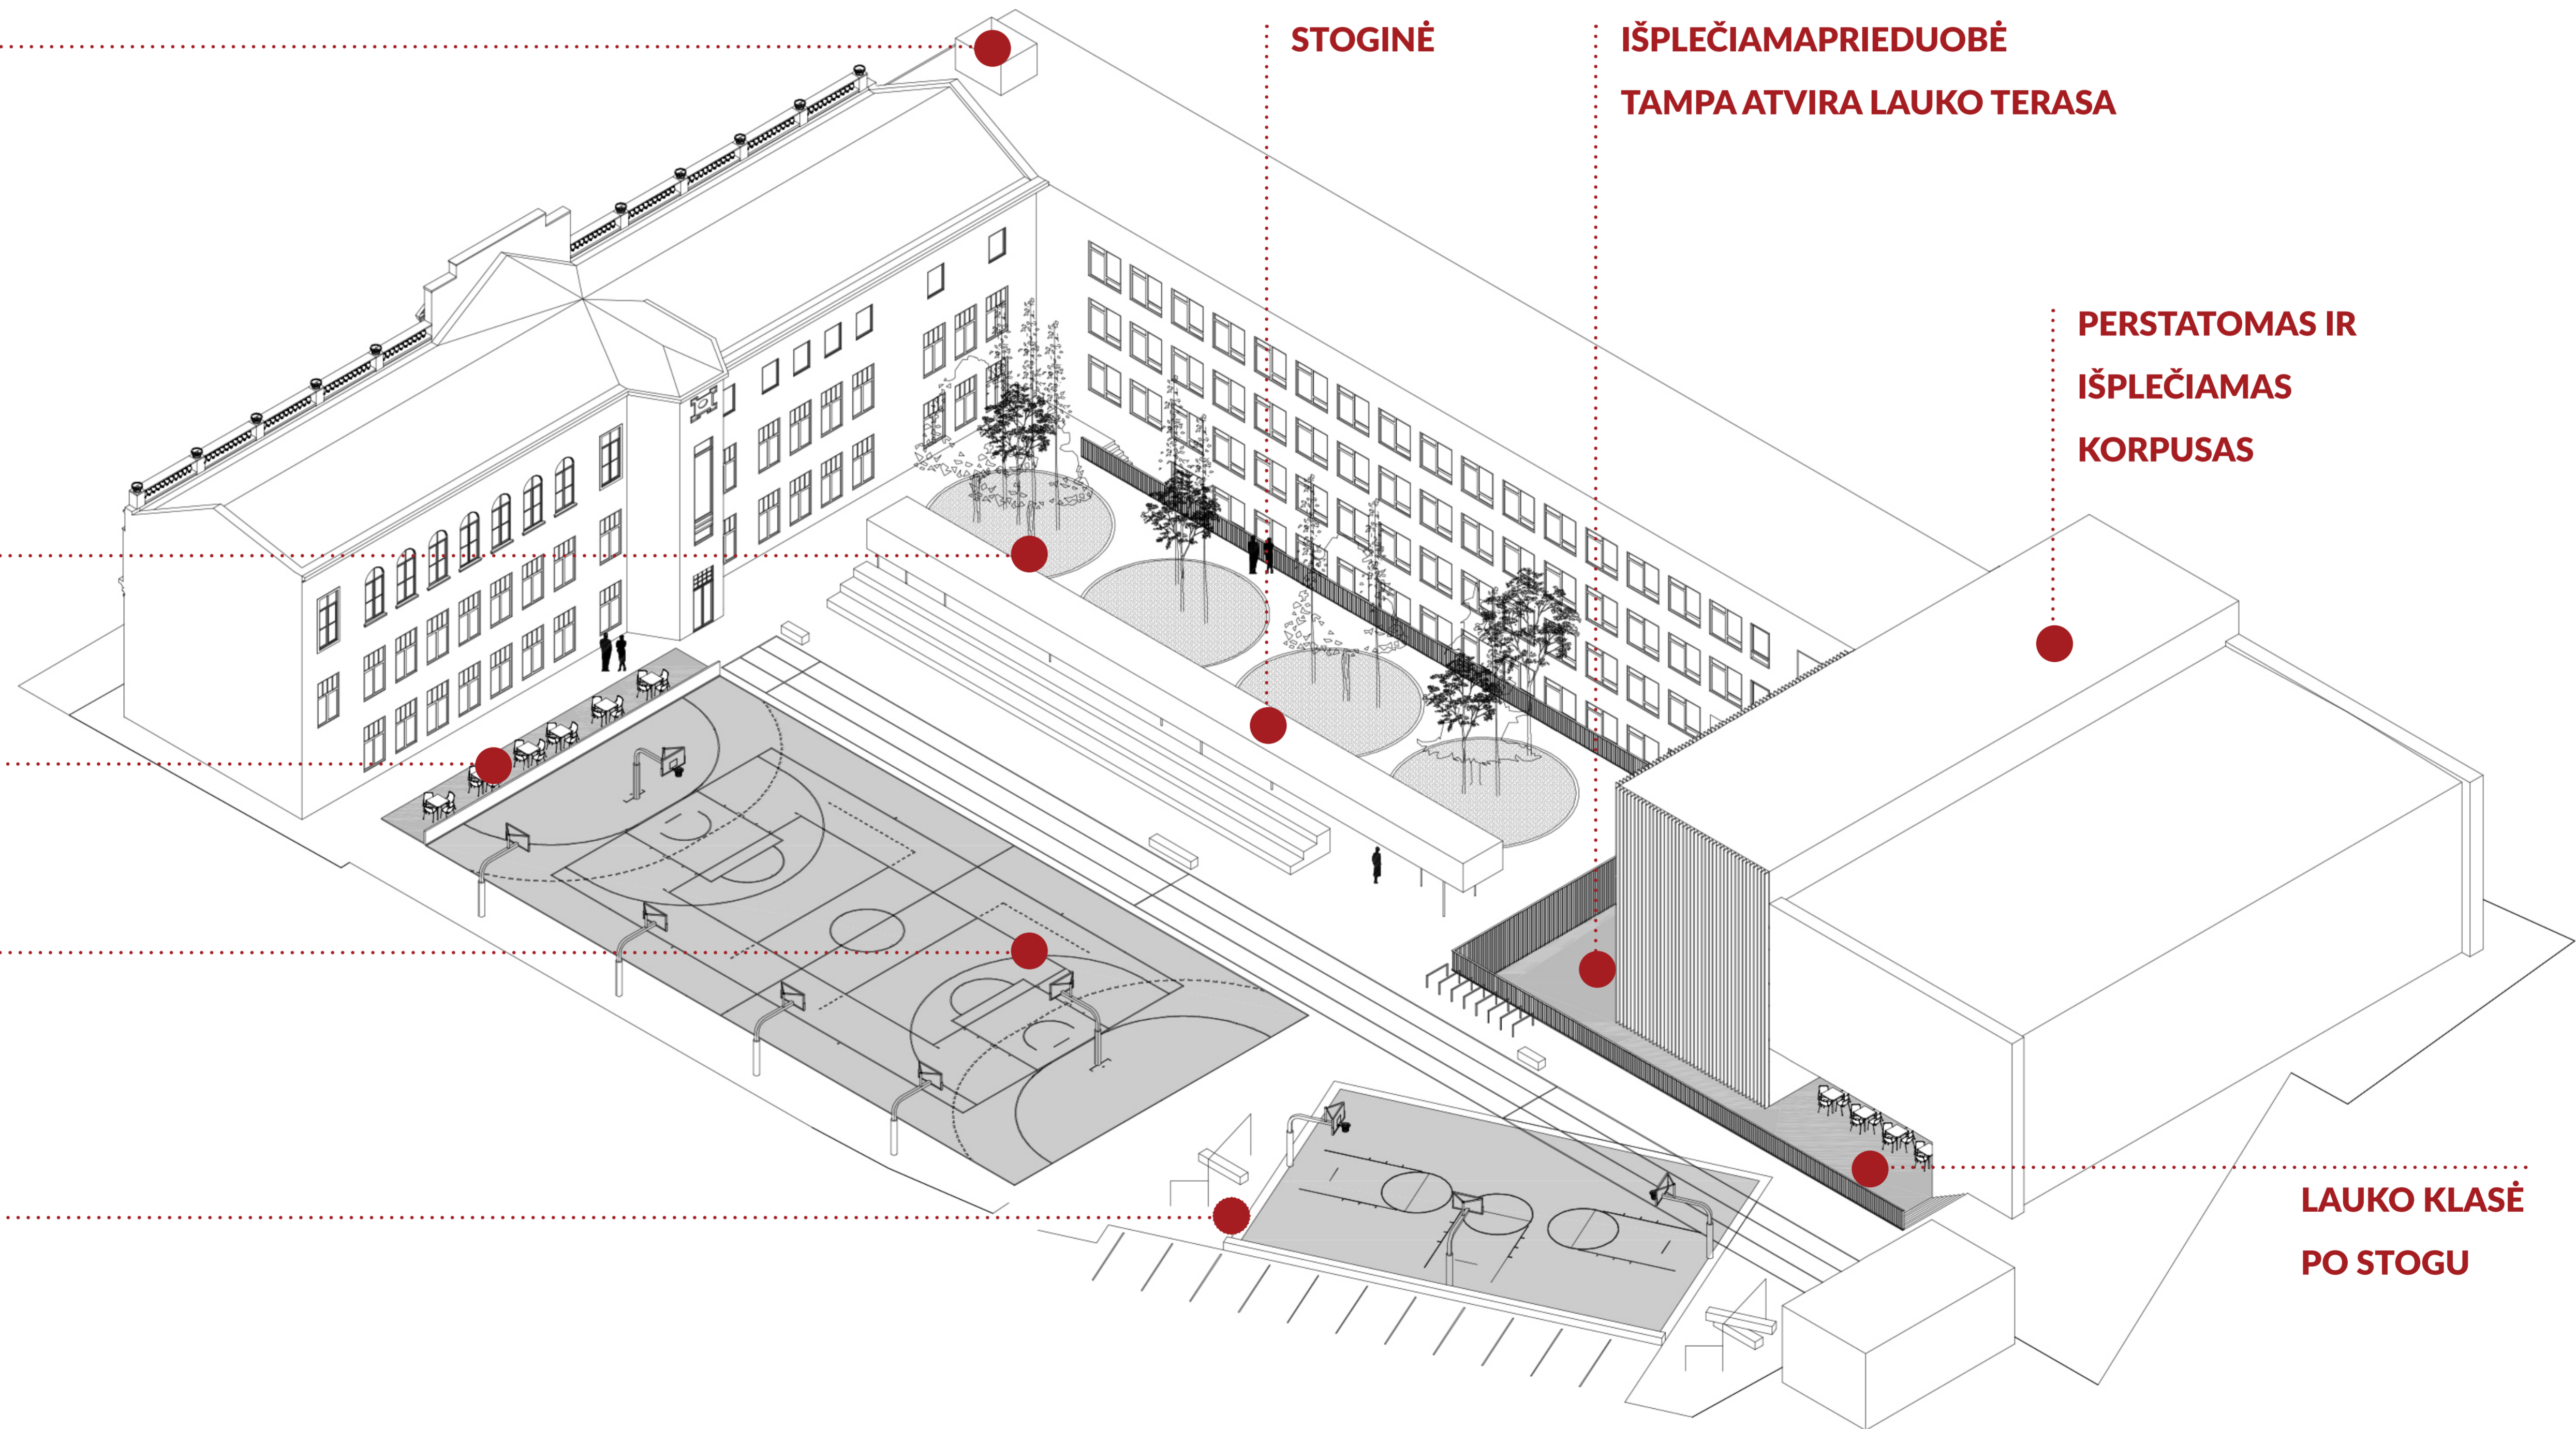 STOGINĖ
IŠPLEČIAMAPRIEDUOBĖ
TAMPA ATVIRA LAUKO TERASA
PERSTATOMAS IR
IŠPLEČIAMAS
KORPUSAS
LAUKO KLASĖ
PO STOGU